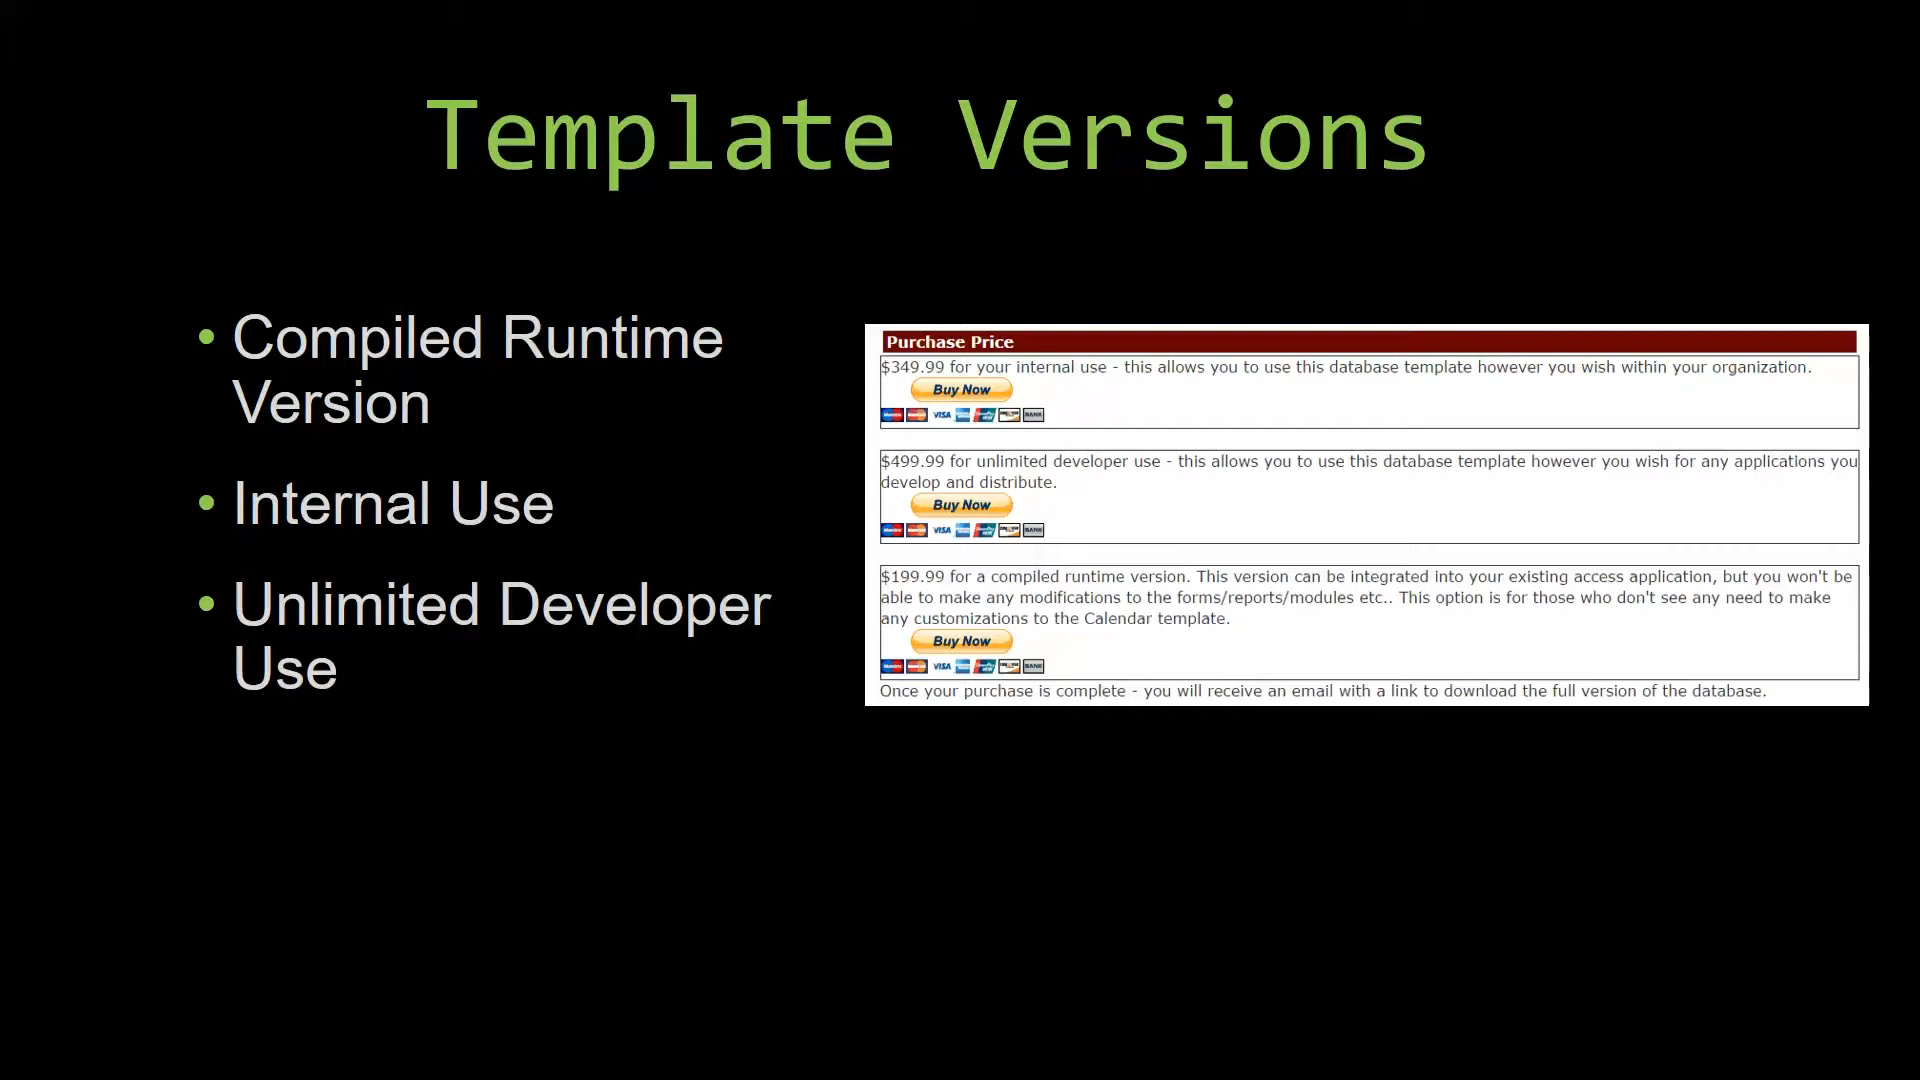 Template Versions
• Compiled Runtime
Version
• Internal Use
• Unlimited Developer
Use
Purchase Price
$349.99 for your internal use - this allows you to use this database template however you wish within your organization.
Buy Now
VISA BANK
$499.99 for unlimited developer use - this allows you to use this database template however you wish for any applications you
develop and distribute.
Buy Now
VISA BANK
$199.99 for a compiled runtime version. This version can be integrated into your existing access application, but you won't be
able to make any modifications to the forms/reports/modules etc.. This option is for those who don't see any need to make
any customizations to the Calendar template.
Buy Now
VISA BANK
Once your purchase is complete - you will receive an email with a link to download the full version of the database.